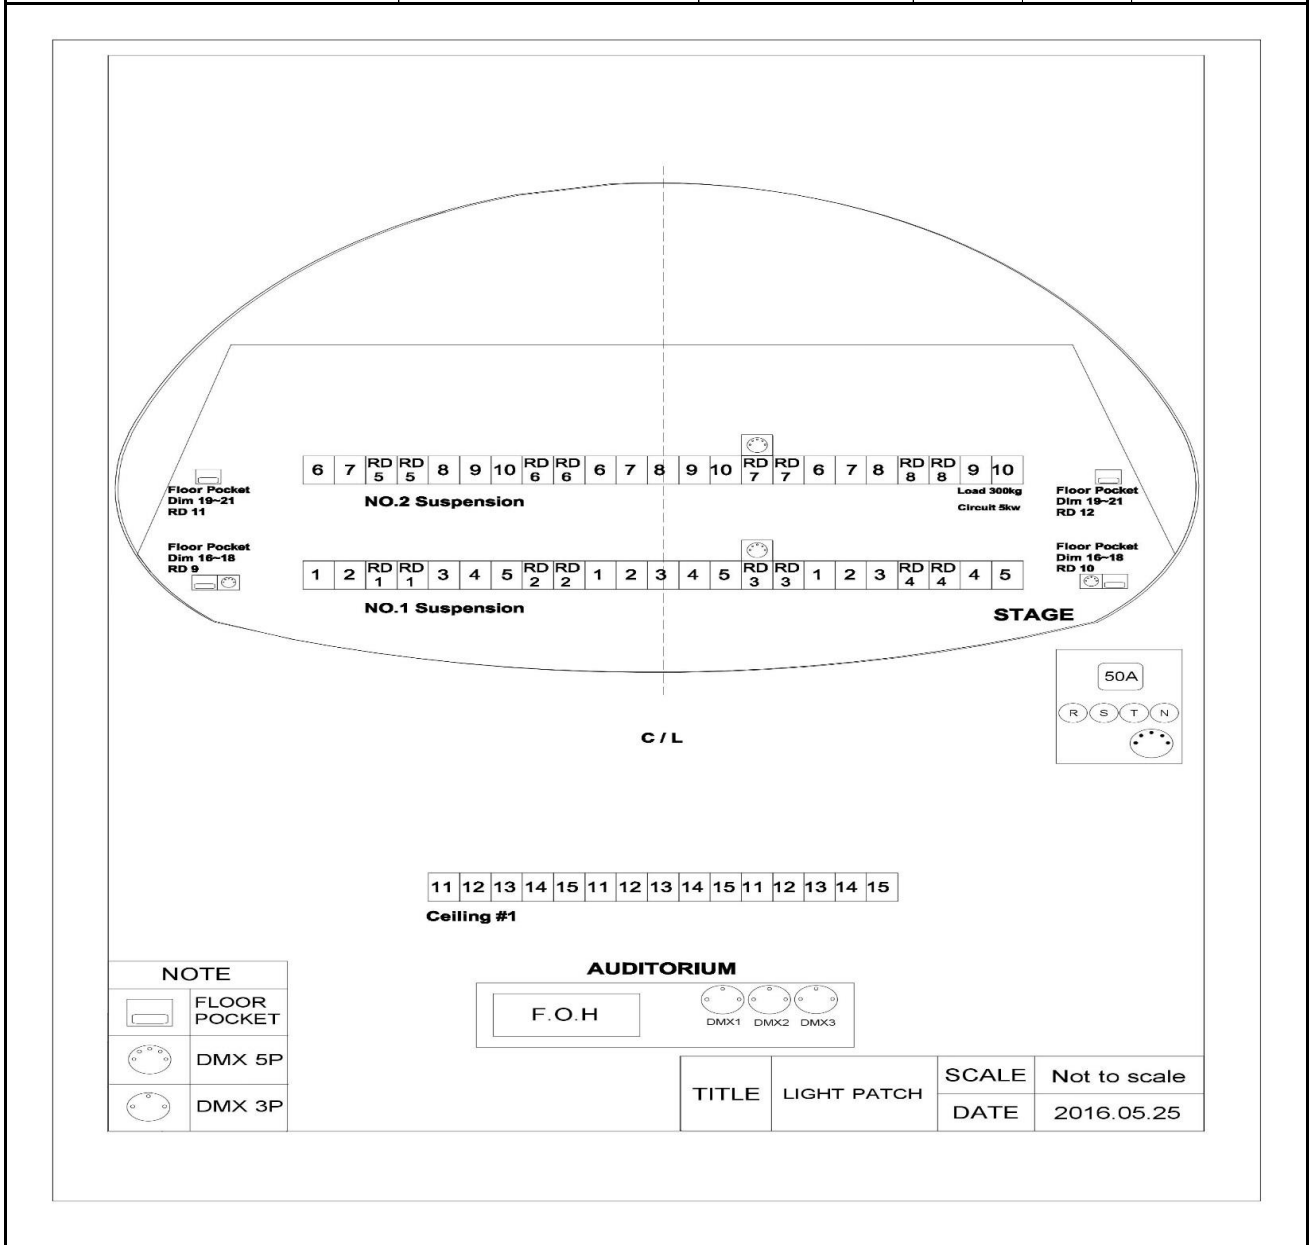 6 7 RD 5 RD 5 8 9 10 RD 6 RD 6 6 7 8 9 10 RD 7 RD 7 6 7 8 RD 8 RD 8 9 10
Floor Pocket
Dim 19~21
RD 11
NO.2 Suspension
Load 300kg
Circuit 5kw
Floor Pocket
Dim 19~21
RD 12
Floor Pocket
Dim 16~18
RD 9
Floor Pocket
Dim 16~18
RD 10
1 2 RD 1 RD 1 3 4 5 RD 2 RD 2 1 2 3 4 5 RD 3 RD 3 1 2 3 RD 4 RD 4 4 5
NO.1 Suspension
STAGE
50A
R S T N
C / L
11 12 13 14 15 11 12 13 14 15 11 12 13 14 15
Ceiling #1
AUDITORIUM
F.O.H
DMX1 DMX2 DMX3
NOTE
FLOOR
POCKET
DMX 5P
DMX 3P
TITLE
LIGHT PATCH
SCALE
Not to scale
DATE
2016.05.25